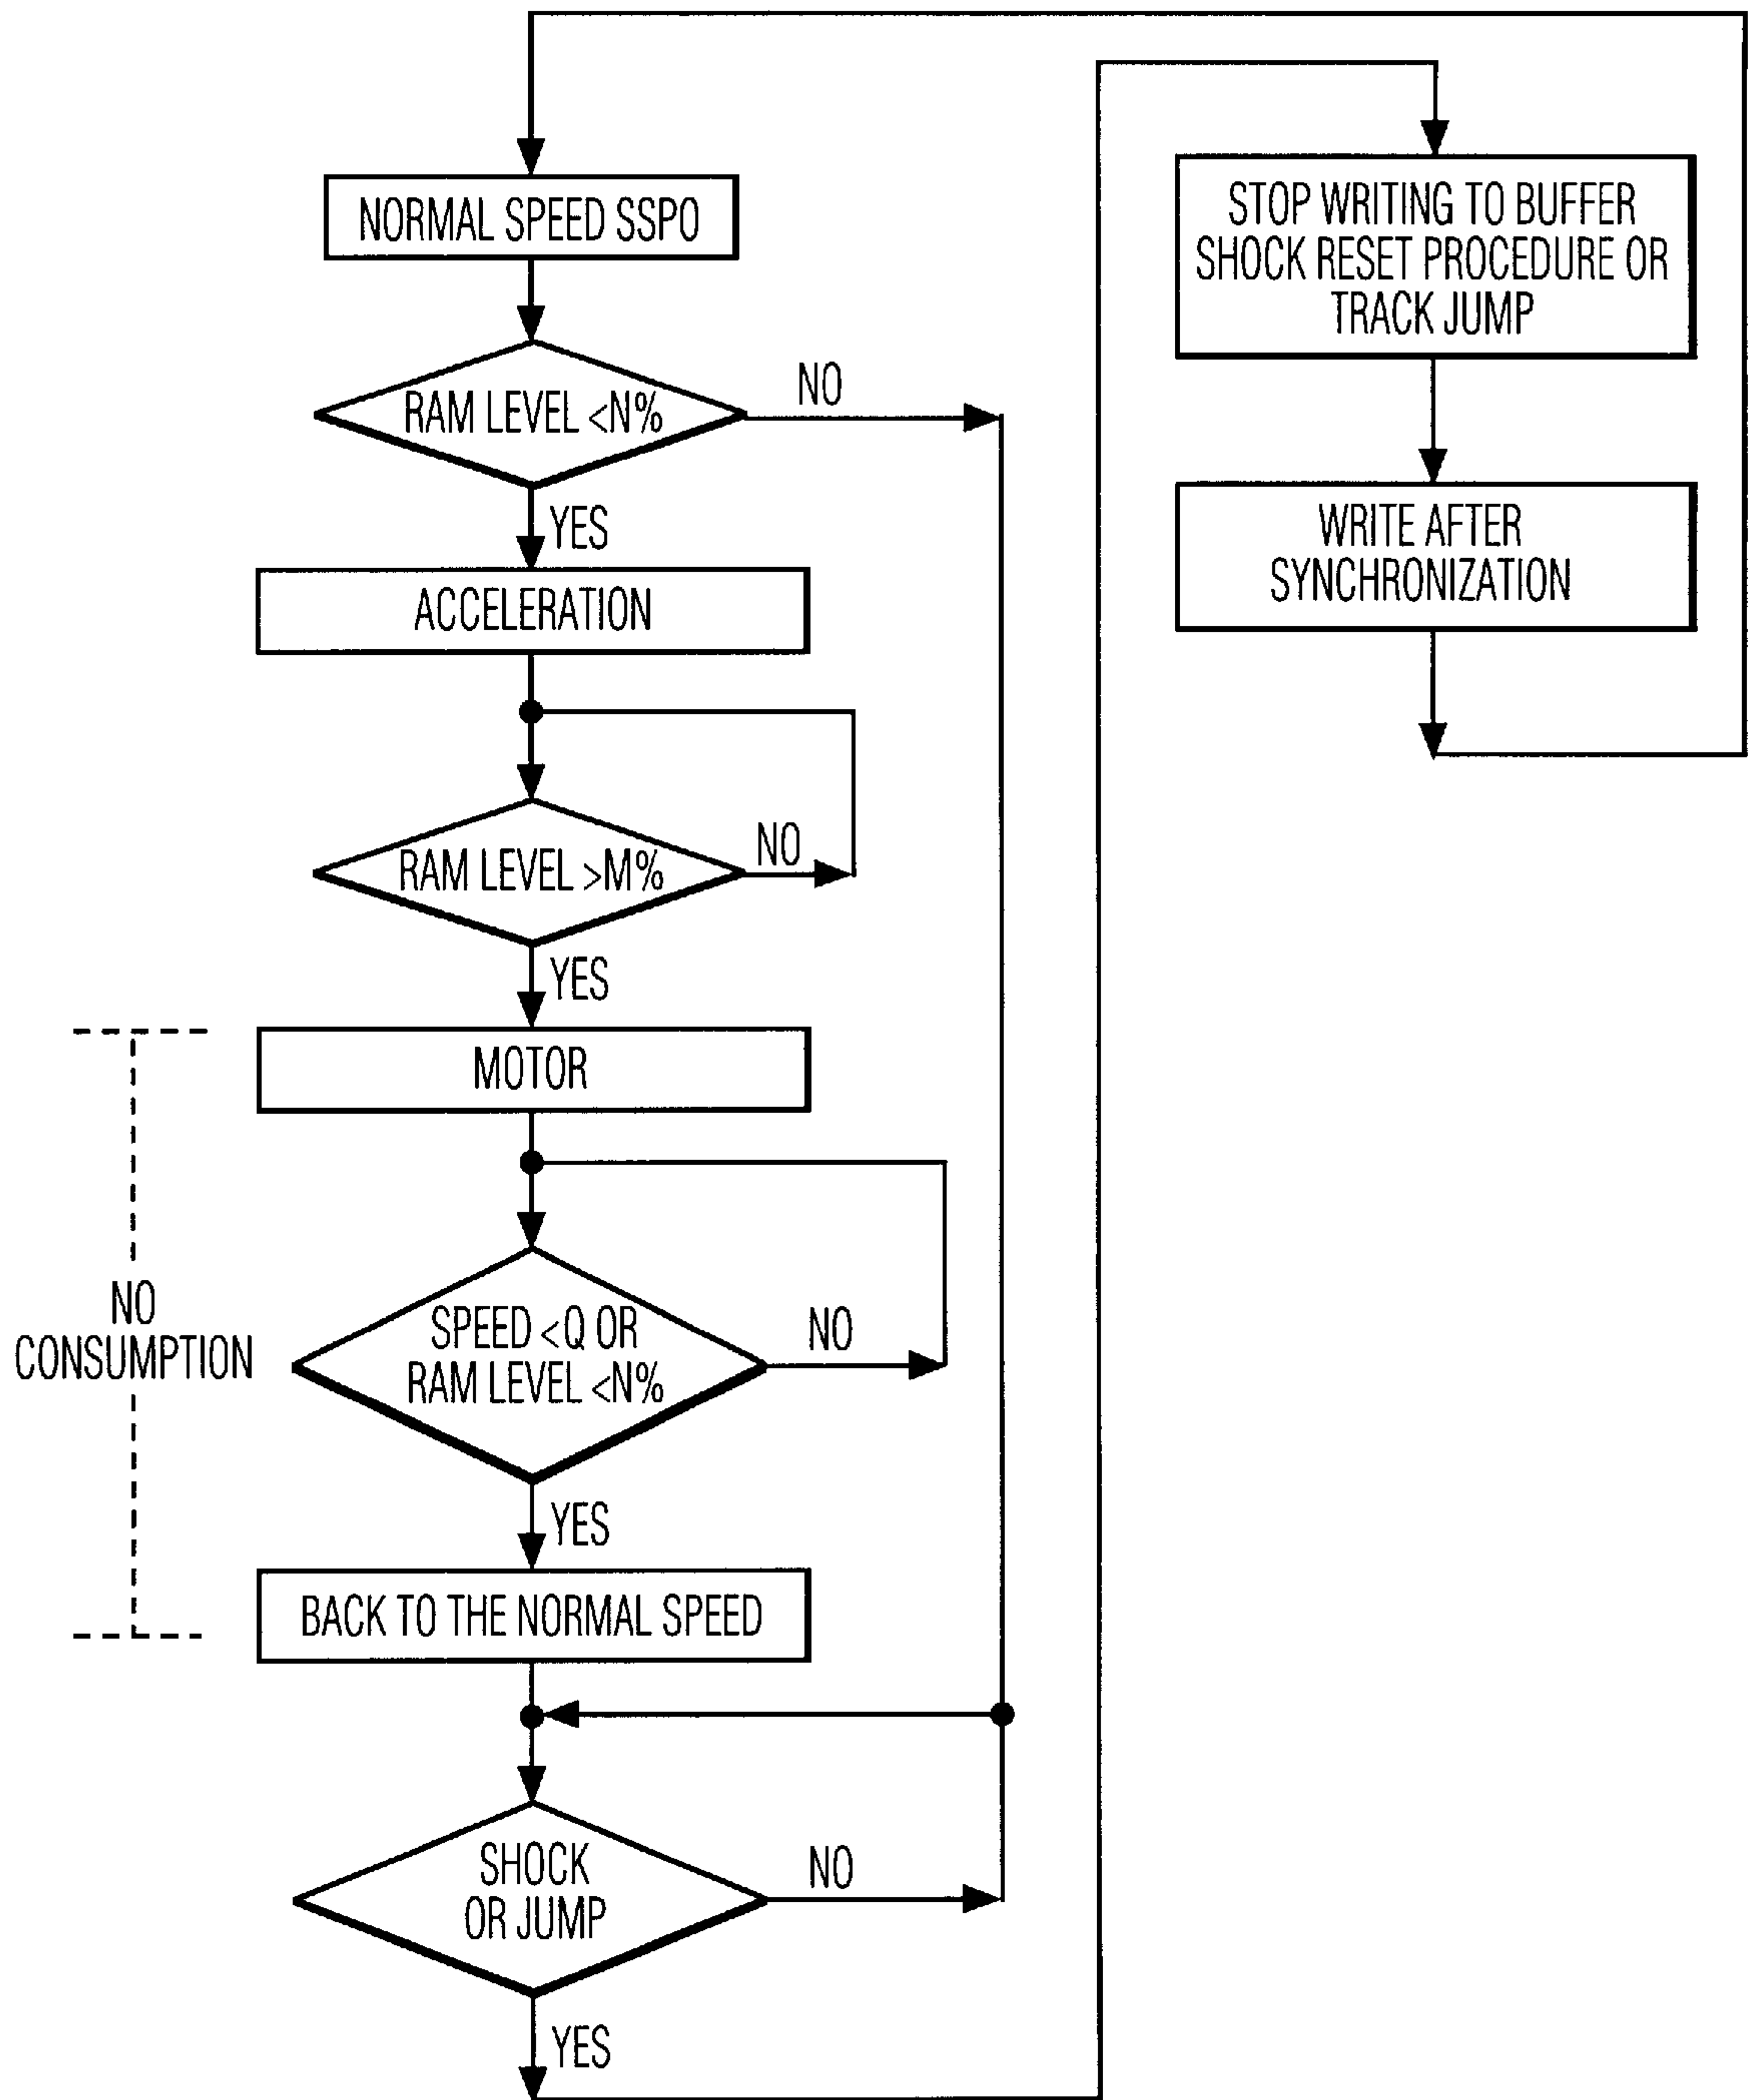 NORMAL SPEED SSPO
RAM LEVEL <N%
NO
YES
ACCELERATION
RAM LEVEL >M%
NO
YES
MOTOR
NO
CONSUMPTION
SPEED <Q OR
RAM LEVEL <N%
NO
YES
BACK TO THE NORMAL SPEED
SHOCK
OR JUMP
NO
YES
STOP WRITING TO BUFFER
SHOCK RESET PROCEDURE OR
TRACK JUMP
WRITE AFTER
SYNCHRONIZATION